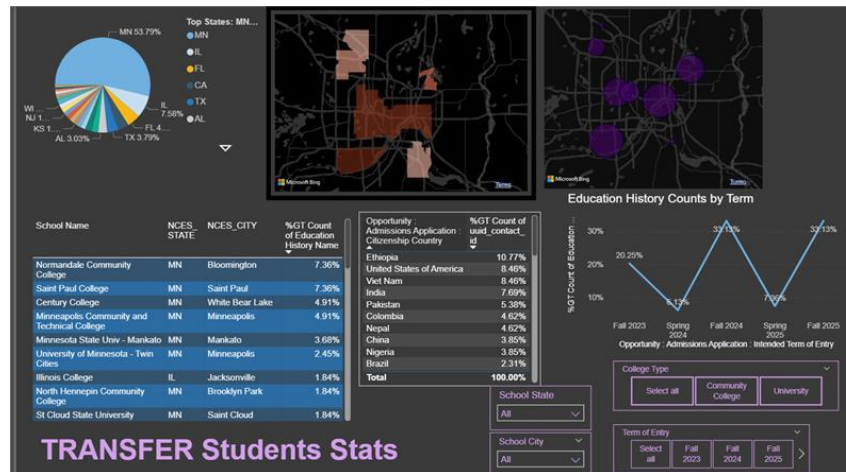 MN 53.79%
Top States: MN...
MN
IL
FL
CA
TX
AL
IL
7.58%
FL 4...
TX 3.79%
AL 3.03%
KS 1....
NJ 1...
WI ...
Microsoft Bing
Terms
Microsoft Bing
Terms
School Name NCES_ STATE NCES_CITY %GT Count of Education History Name
Normandale Community College MN Bloomington 7.36%
Saint Paul College MN Saint Paul 7.36%
Century College MN White Bear Lake 4.91%
Minneapolis Community and Technical College MN Minneapolis 4.91%
Minnesota State Univ - Mankato MN Mankato 3.68%
University of Minnesota - Twin Cities MN Minneapolis 2.45%
Illinois College IL Jacksonville 1.84%
North Hennepin Community College MN Brooklyn Park 1.84%
St Cloud State University MN Saint Cloud 1.84%
Opportunity : Admissions Application : Citizenship Country %GT Count of uuid_contact_ id
Ethiopia 10.77%
United States of America 8.46%
Viet Nam 8.46%
India 7.69%
Pakistan 5.38%
Colombia 4.62%
Nepal 4.62%
China 3.85%
Nigeria 3.85%
Brazil 2.31%
Total 100.00%
Education History Counts by Term
%GT Count of Education ...
30%
20%
10%
20.25%
6.13%
33.13%
7.36%
33.13%
Fall 2023
Spring 2024
Fall 2024
Spring 2025
Fall 2025
Opportunity : Admissions Application : Intended Term of Entry
School State
All
School City
All
College Type
Select all
Community College
University
Term of Entry
Select all
Fall 2023
Fall 2024
Fall 2025
TRANSFER Students Stats